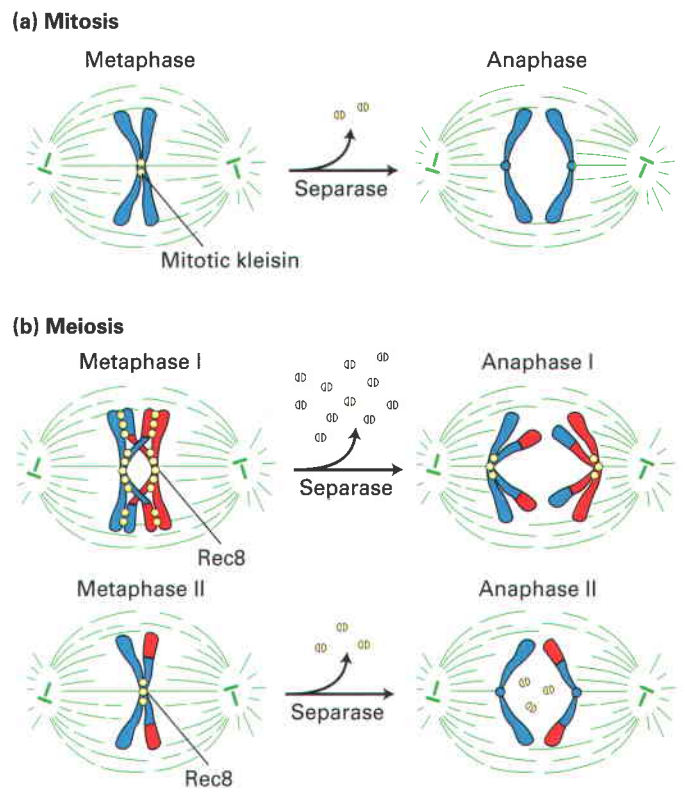 (a) Mitosis
Metaphase
Anaphase
Separase
Mitotic kleisin
(b) Meiosis
Metaphase I
Anaphase I
Separase
Rec8
Metaphase II
Anaphase II
Separase
Rec8